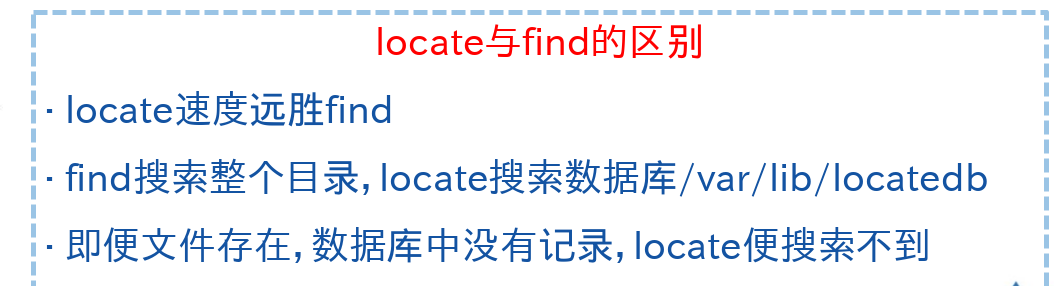 locate与find的区别
· locate速度远胜find
· find搜索整个目录, locate搜索数据库/var/lib/locatedb
· 即便文件存在, 数据库中没有记录, locate便搜索不到